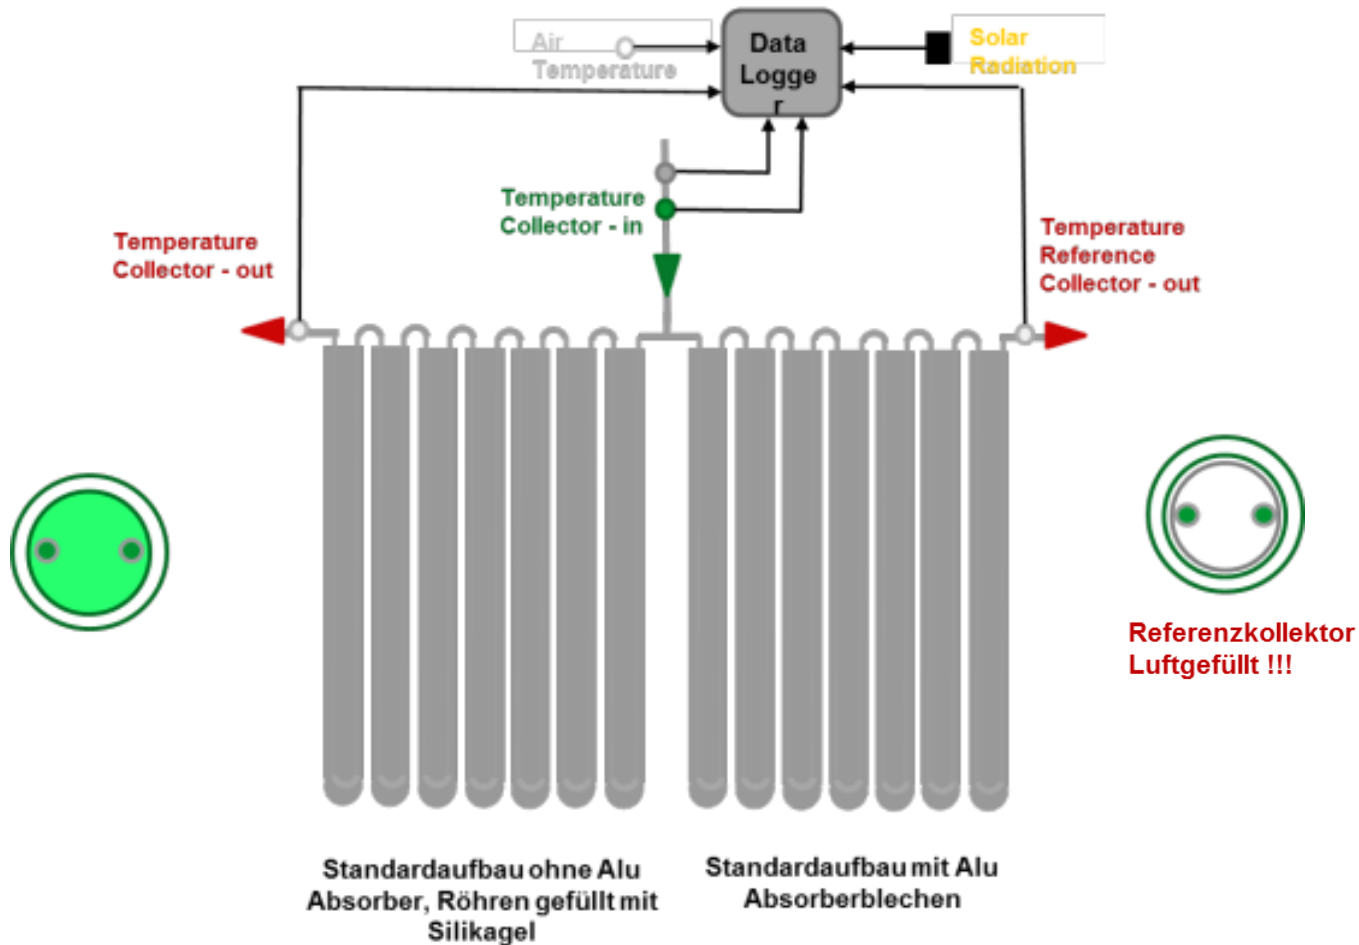 Air
Temperature
Data
Logge
r
Solar
Radiation
Temperature
Collector - in
Temperature
Collector - out
Temperature
Reference
Collector - out
Referenzkollektor
Luftgefüllt !!!
Standardaufbau ohne Alu
Absorber, Röhren gefüllt mit
Silikagel
Standardaufbau mit Alu
Absorberblechen